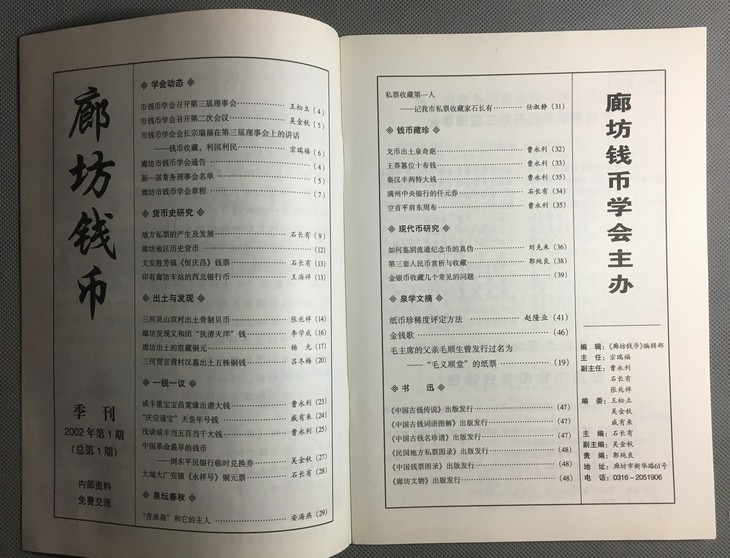 廊坊钱币
季刊
2002年第1期
(总第1期)
内部资料
免费交流
◈ 学会动态 ◈
市钱币学会召开第三届理事会…………王松立(4)
市钱币学会召开第二次会议…………吴金秋(5)
市钱币学会会长宗瑞福在第三届理事会上的讲话
——钱币收藏，利国利民…………宗瑞福(6)
廊坊市钱币学会通告…………(4)
新一届常务理事会名单…………(5)
廊坊市钱币学会章程…………(7)
◈ 货币史研究 ◈
地方私票的产生及发展…………石长有(9)
廊坊地区历史货币…………(12)
文安胜芳镇《恒庆昌》钱票…………石长有(13)
印有廊坊车站的西北银行币…………王海祥(13)
◈ 出土与发现 ◈
三河灵山双村出土骨制贝币…………张兆祥(14)
廊坊发现义和团“扶清灭洋”钱…………李学成(16)
廊坊出土的窑藏铜元…………杨光(17)
三河贾官首村汉墓出土五铢铜钱…………吕冬梅(20)
◈ 一钱一议 ◈
咸丰重宝宝昌宽缘出谱大钱…………曹永利(23)
“庆应通宝”天皇年号钱…………戚有来(24)
浅谈咸丰当五百当千大钱…………曹永利(25)
中国革命最早的钱币
——浏东平民银行临时兑换券…………吴金秋(27)
大城大广安镇《永祥号》铜元票…………石长有(28)
◈ 泉坛春秋 ◈
“杏泉斋”和它的主人…………安海燕(29)
私票收藏第一人
——记我市私票收藏家石长有…………任淑静(31)
◈ 钱币藏珍 ◈
戈币出土泉奇葩…………曹永利(32)
王莽篡位十布钱…………曹永利(33)
秦汉半两特大钱…………曹永利(35)
满州中央银行的仟元券…………石长有(34)
空首平肩东周布…………曹永利(35)
◈ 现代币研究 ◈
如何鉴别流通纪念币的真伪…………刘克来(36)
第三套人民币赏析与收藏…………郭纯良(38)
金银币收藏几个常见的问题…………(39)
◈ 泉学文摘 ◈
纸币珍稀度评定方法…………赵隆业(41)
金钱歌…………(46)
毛主席的父亲毛顺生曾发行过名为
——“毛义顺堂”的纸票…………(19)
◈ 书 迅 ◈
《中国古钱传说》出版发行…………(47)
《中国古钱词语图解》出版发行…………(47)
《中国古钱名珍谱》出版发行…………(47)
《民国地方私票图录》出版发行…………(48)
《中国钱票图录》出版发行…………(48)
《廊坊文物》出版发行…………(48)
廊坊钱币学会主办
编辑:《廊坊钱币》编辑部
主任:宗瑞福
副主任:曹永利
石长有
张兆祥
编委:王松立
吴金秋
戚有来
主编:石长有
副主编:吴金秋
责编:郭纯良
地址:廊坊市新华路61号
电话:0316-2051906